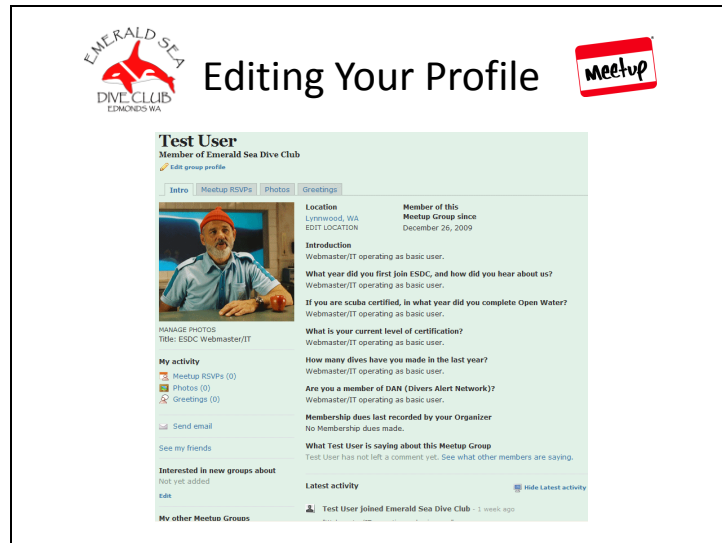 EMERALD SEA
DIVE CLUB
EDMONDS WA
Editing Your Profile
Meetup
Test User
Member of Emerald Sea Dive Club
Edit group profile
Intro Meetup RSVPs Photos Greetings
Location
Lynnwood, WA
EDIT LOCATION
Member of this
Meetup Group since
December 26, 2009
Introduction
Webmaster/IT operating as basic user.
What year did you first join ESDC, and how did you hear about us?
Webmaster/IT operating as basic user.
If you are scuba certified, in what year did you complete Open Water?
Webmaster/IT operating as basic user.
What is your current level of certification?
Webmaster/IT operating as basic user.
How many dives have you made in the last year?
Webmaster/IT operating as basic user.
Are you a member of DAN (Divers Alert Network)?
Webmaster/IT operating as basic user.
Membership dues last recorded by your Organizer
No Membership dues made.
What Test User is saying about this Meetup Group
Test User has not left a comment yet. See what other members are saying.
Latest activity
Hide Latest activity
Test User joined Emerald Sea Dive Club - 1 week ago
MANAGE PHOTOS
Title: ESDC Webmaster/IT
My activity
Meetup RSVPs (0)
Photos (0)
Greetings (0)
Send email
See my friends
Interested in new groups about
Not yet added
Edit
My other Meetup Groups